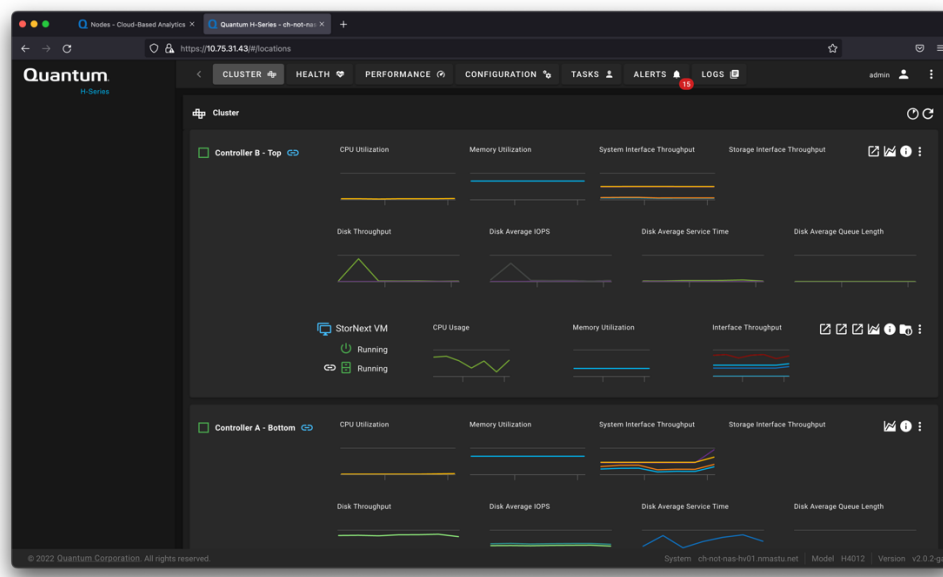 Nodes - Cloud-Based Analytics
Quantum H-Series - ch-not-nas
https://10.75.31.43/#/locations
Quantum
H-Series
CLUSTER HEALTH PERFORMANCE CONFIGURATION TASKS ALERTS 15 LOGS admin
Cluster
Controller B - Top
CPU Utilization Memory Utilization System Interface Throughput Storage Interface Throughput
Disk Throughput Disk Average IOPS Disk Average Service Time Disk Average Queue Length
StorNext VM CPU Usage Memory Utilization Interface Throughput
Running
Running
Controller A - Bottom
CPU Utilization Memory Utilization System Interface Throughput Storage Interface Throughput
Disk Throughput Disk Average IOPS Disk Average Service Time Disk Average Queue Length
© 2022 Quantum Corporation. All rights reserved. System ch-not-nas-hv01.nmastu.net Model H4012 Version